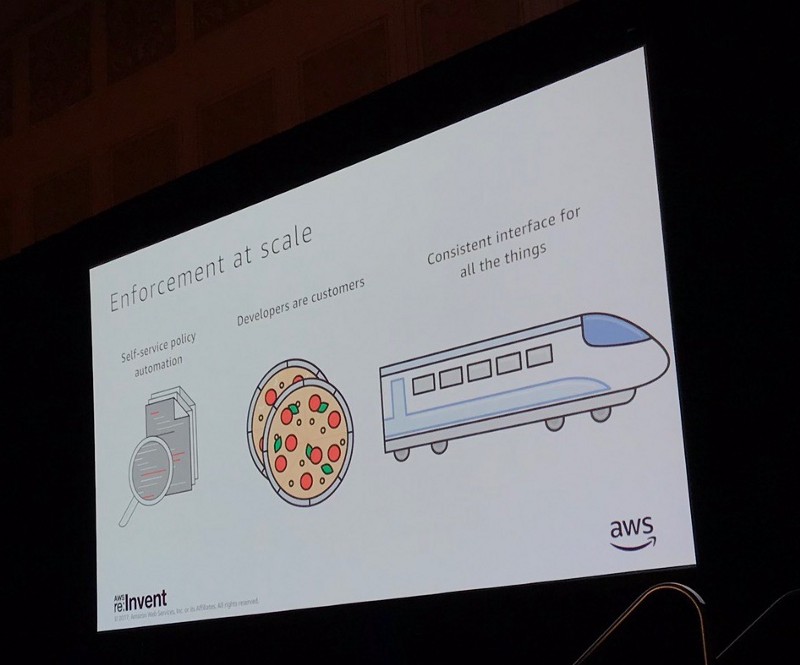 Enforcement at scale
Self-service policy
automation
Developers are customers
Consistent interface for
all the things
aws
AWS
re:Invent
© 2017, Amazon Web Services, Inc. or its Affiliates. All rights reserved.